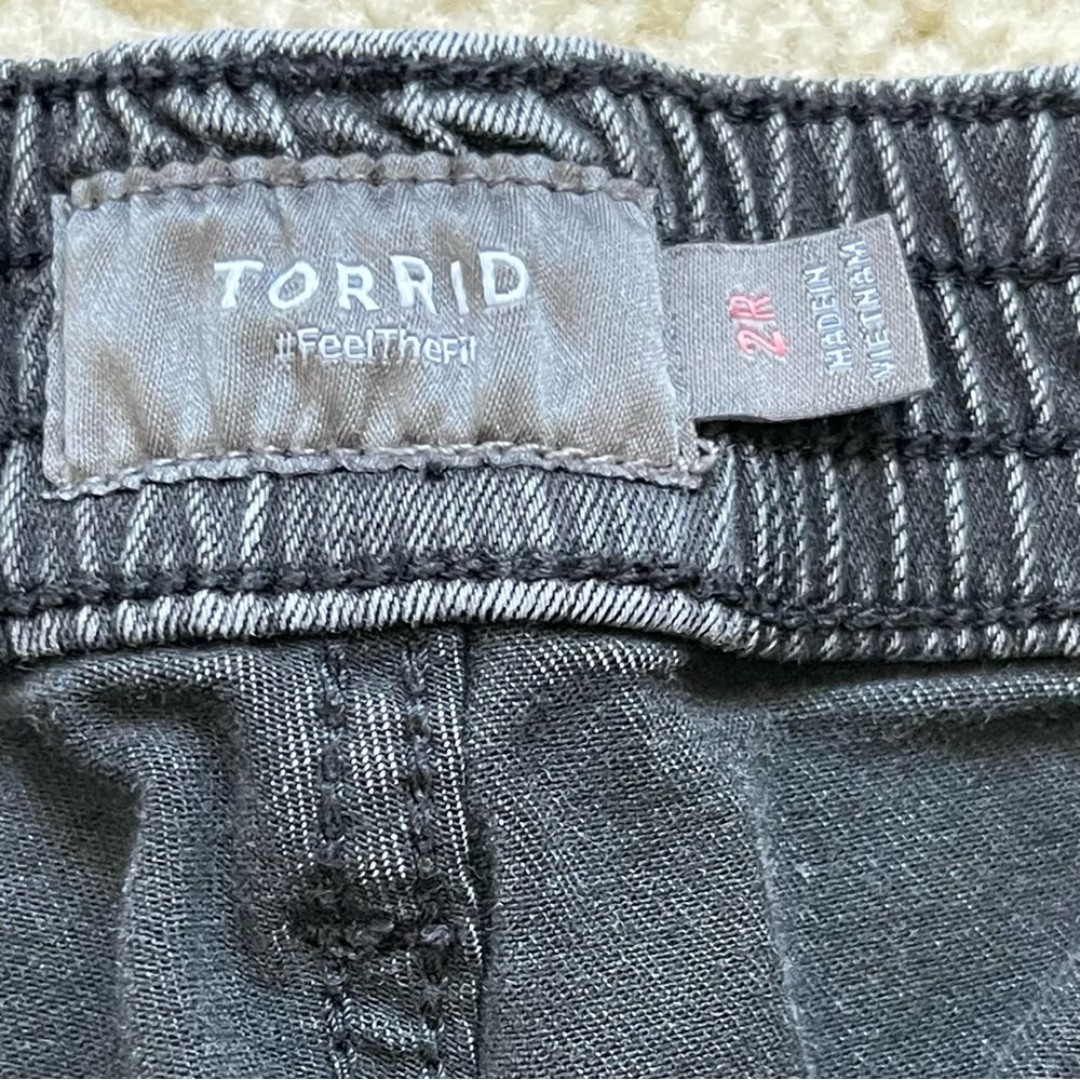 TORRID
#FeelTheFit
2R
MADE IN
VIETNAM